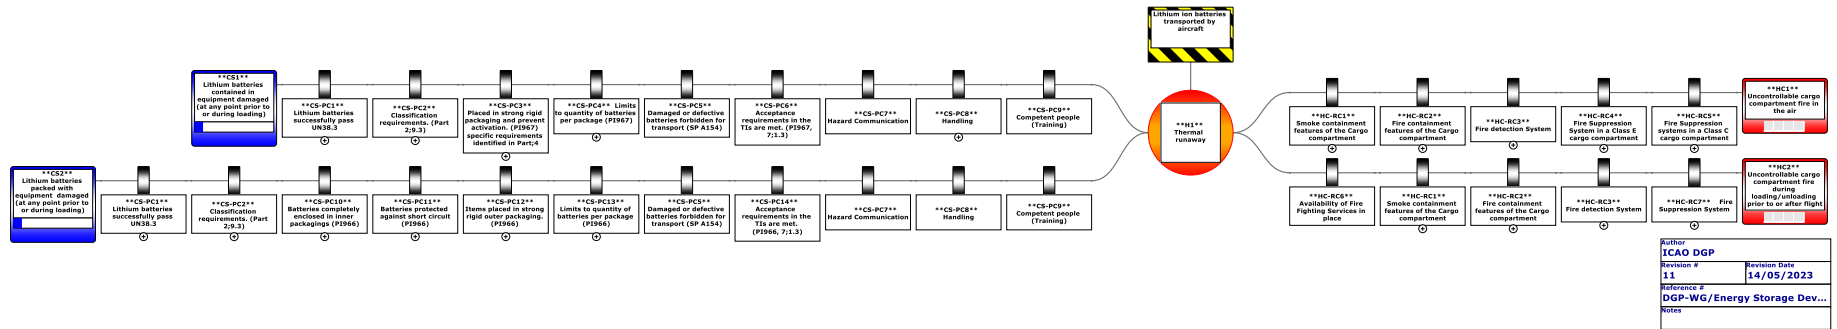 Lithium ion batteries
transported by
aircraft
**CS1**
Lithium batteries
contained in
equipment damaged
(at any point prior to
or during loading)
**CS-PC1**
Lithium batteries
successfully pass
UN38.3
**CS-PC2**
Classification
requirements. (Part
2;9.3)
**CS-PC3**
Placed in strong rigid
packaging and prevent
activation. (PI967)
specific requirements
identified in Part;4
**CS-PC4** Limits
to quantity of batteries
per package (PI967)
**CS-PC5**
Damaged or defective
batteries forbidden for
transport (SP A154)
**CS-PC6**
Acceptance
requirements in the
TIs are met. (PI967,
7;1.3)
**CS-PC7**
Hazard Communication
**CS-PC8**
Handling
**CS-PC9**
Competent people
(Training)
**H1**
Thermal
runaway
**HC-RC1**
Smoke containment
features of the Cargo
compartment
**HC-RC2**
Fire containment
features of the Cargo
compartment
**HC-RC3**
Fire detection System
**HC-RC4**
Fire Suppression
System in a Class E
cargo compartment
**HC-RC5**
Fire Suppression
systems in a Class C
cargo compartment
**HC1**
Uncontrollable cargo
compartment fire in
the air
**CS2**
Lithium batteries
packed with
equipment damaged
(at any point prior to
or during loading)
**CS-PC1**
Lithium batteries
successfully pass
UN38.3
**CS-PC2**
Classification
requirements. (Part
2;9.3)
**CS-PC10**
Batteries completely
enclosed in inner
packagings (PI966)
**CS-PC11**
Batteries protected
against short circuit
(PI966)
**CS-PC12**
Items placed in strong
rigid outer packaging.
(PI966)
**CS-PC13**
Limits to quantity of
batteries per package
(PI966)
**CS-PC5**
Damaged or defective
batteries forbidden for
transport (SP A154)
**CS-PC14**
Acceptance
requirements in the
TIs are met.
(PI966, 7;1.3)
**CS-PC7**
Hazard Communication
**CS-PC8**
Handling
**CS-PC9**
Competent people
(Training)
**HC-RC6**
Availability of Fire
Fighting Services in
place
**HC-RC1**
Smoke containment
features of the Cargo
compartment
**HC-RC2**
Fire containment
features of the Cargo
compartment
**HC-RC3**
Fire detection System
**HC-RC7** Fire
Suppression System
**HC2**
Uncontrollable cargo
compartment fire
during
loading/unloading
prior to or after flight
Author
ICAO DGP
Revision #
11
Revision Date
14/05/2023
Reference #
DGP-WG/Energy Storage Dev...
Notes